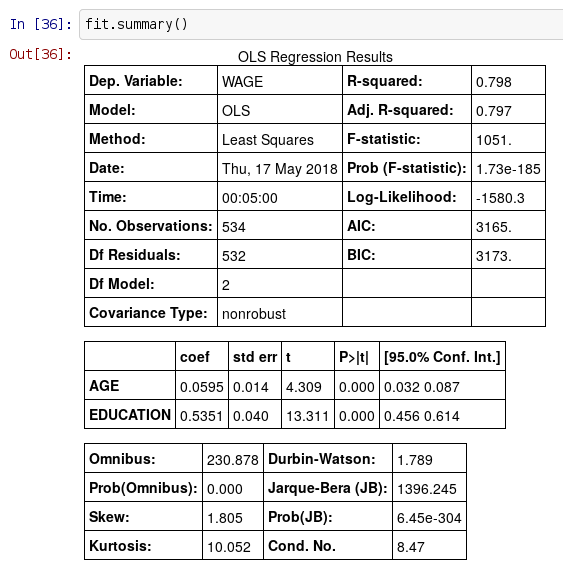 In [36]: fit.summary()
Out[36]:
OLS Regression Results
Dep. Variable: WAGE R-squared: 0.798
Model: OLS Adj. R-squared: 0.797
Method: Least Squares F-statistic: 1051.
Date: Thu, 17 May 2018 Prob (F-statistic): 1.73e-185
Time: 00:05:00 Log-Likelihood: -1580.3
No. Observations: 534 AIC: 3165.
Df Residuals: 532 BIC: 3173.
Df Model: 2
Covariance Type: nonrobust
coef std err t P>|t| [95.0% Conf. Int.]
AGE 0.0595 0.014 4.309 0.000 0.032 0.087
EDUCATION 0.5351 0.040 13.311 0.000 0.456 0.614
Omnibus: 230.878 Durbin-Watson: 1.789
Prob(Omnibus): 0.000 Jarque-Bera (JB): 1396.245
Skew: 1.805 Prob(JB): 6.45e-304
Kurtosis: 10.052 Cond. No. 8.47